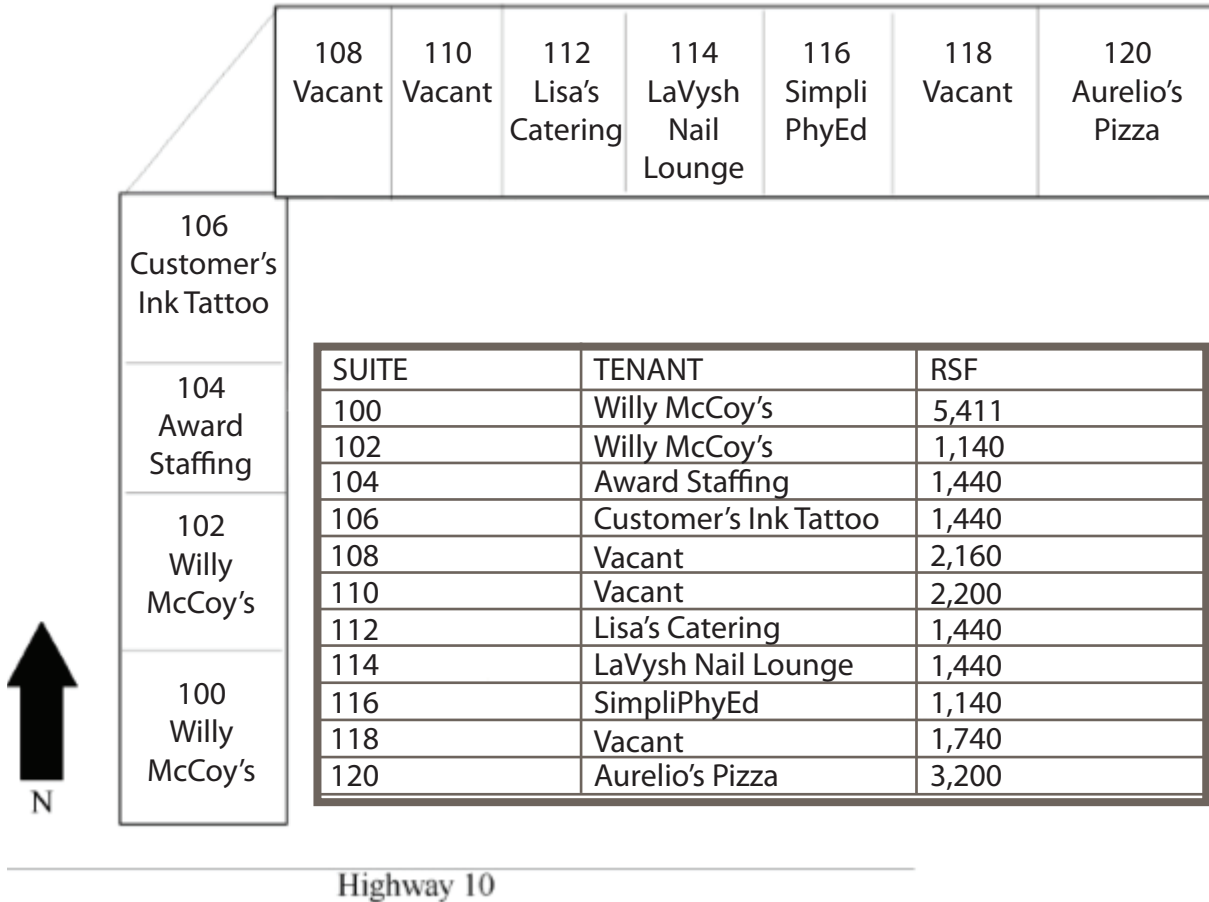 108
Vacant
110
Vacant
112
Lisa's
Catering
114
LaVysh
Nail
Lounge
116
Simpli
PhyEd
118
Vacant
120
Aurelio's
Pizza
106
Customer's
Ink Tattoo
104
Award
Staffing
102
Willy
McCoy's
100
Willy
McCoy's
N
SUITE TENANT RSF
100 Willy McCoy's 5,411
102 Willy McCoy's 1,140
104 Award Staffing 1,440
106 Customer's Ink Tattoo 1,440
108 Vacant 2,160
110 Vacant 2,200
112 Lisa's Catering 1,440
114 LaVysh Nail Lounge 1,440
116 SimpliPhyEd 1,140
118 Vacant 1,740
120 Aurelio's Pizza 3,200
Highway 10